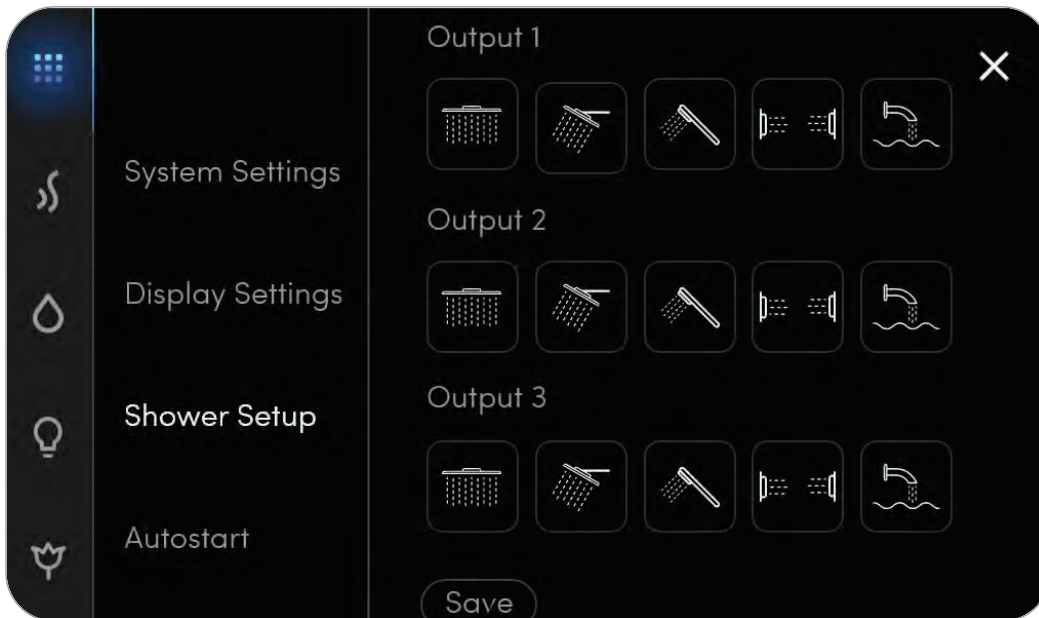 System Settings
Display Settings
Shower Setup
Autostart
Output 1
Output 2
Output 3
Save